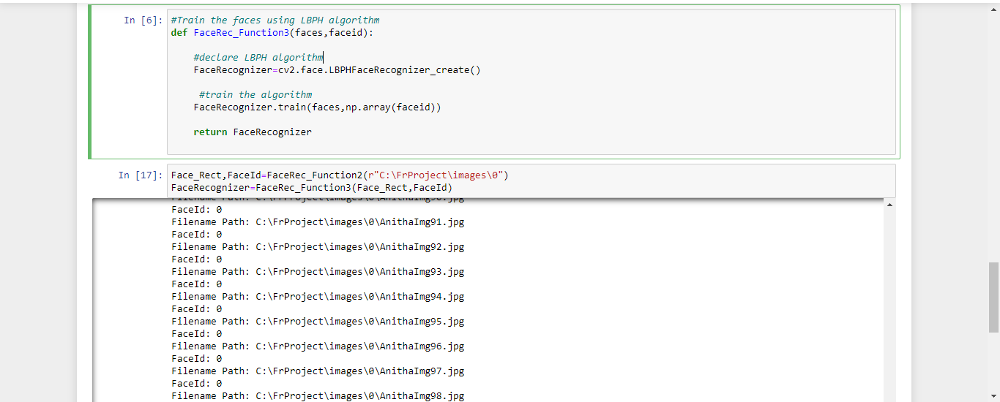 In [6]: #Train the faces using LBPH algorithm
def FaceRec_Function3(faces,faceid):
#declare LBPH algorithm
FaceRecognizer=cv2.face.LBPHFaceRecognizer_create()
#train the algorithm
FaceRecognizer.train(faces,np.array(faceid))
return FaceRecognizer
In [17]: Face_Rect,FaceId=FaceRec_Function2(r"C:\FrProject\images\0")
FaceRecognizer=FaceRec_Function3(Face_Rect,FaceId)
Filename Path: C:\FrProject\images\0\AnithaImg90.jpg
FaceId: 0
Filename Path: C:\FrProject\images\0\AnithaImg91.jpg
FaceId: 0
Filename Path: C:\FrProject\images\0\AnithaImg92.jpg
FaceId: 0
Filename Path: C:\FrProject\images\0\AnithaImg93.jpg
FaceId: 0
Filename Path: C:\FrProject\images\0\AnithaImg94.jpg
FaceId: 0
Filename Path: C:\FrProject\images\0\AnithaImg95.jpg
FaceId: 0
Filename Path: C:\FrProject\images\0\AnithaImg96.jpg
FaceId: 0
Filename Path: C:\FrProject\images\0\AnithaImg97.jpg
FaceId: 0
Filename Path: C:\FrProject\images\0\AnithaImg98.jpg